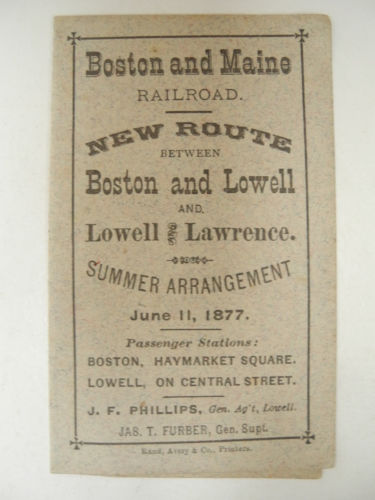 Boston and Maine
RAILROAD.
NEW ROUTE
BETWEEN
Boston and Lowell
AND
Lowell & Lawrence.
SUMMER ARRANGEMENT
June 11, 1877.
Passenger Stations:
BOSTON, HAYMARKET SQUARE.
LOWELL, ON CENTRAL STREET.
J. F. PHILLIPS, Gen. Ag't, Lowell.
JAS. T. FURBER, Gen. Supt.
Rand, Avery & Co., Printers.